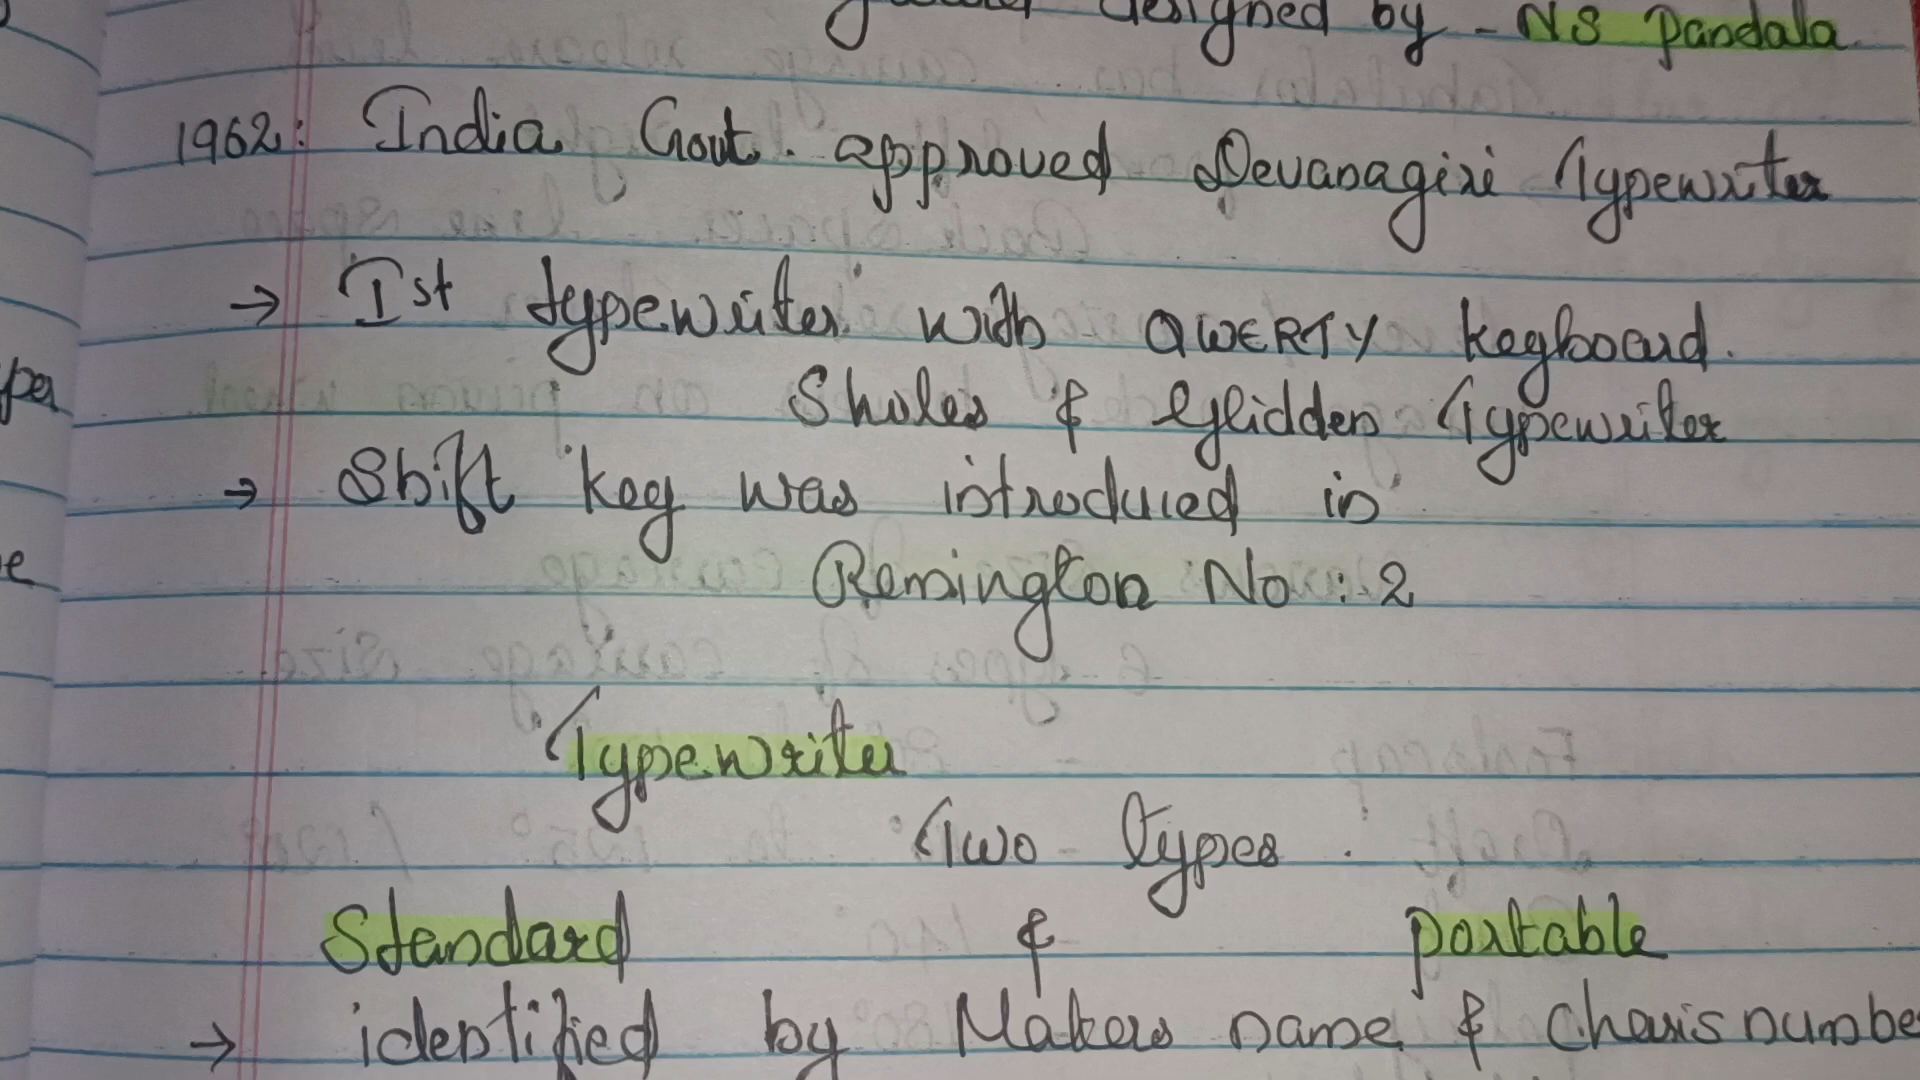 designed by - NS Pandala
1962: India Govt. approved Devanagiri Typewriter
→ Ist typewriter with QWERTY keyboard.
Sholes & Glidden Typewriter
→ Shift key was introduced in
Remington No: 2
Typewriter
Two types
Standard & portable
→ identified by Makers name & Chasis numbe
per
e